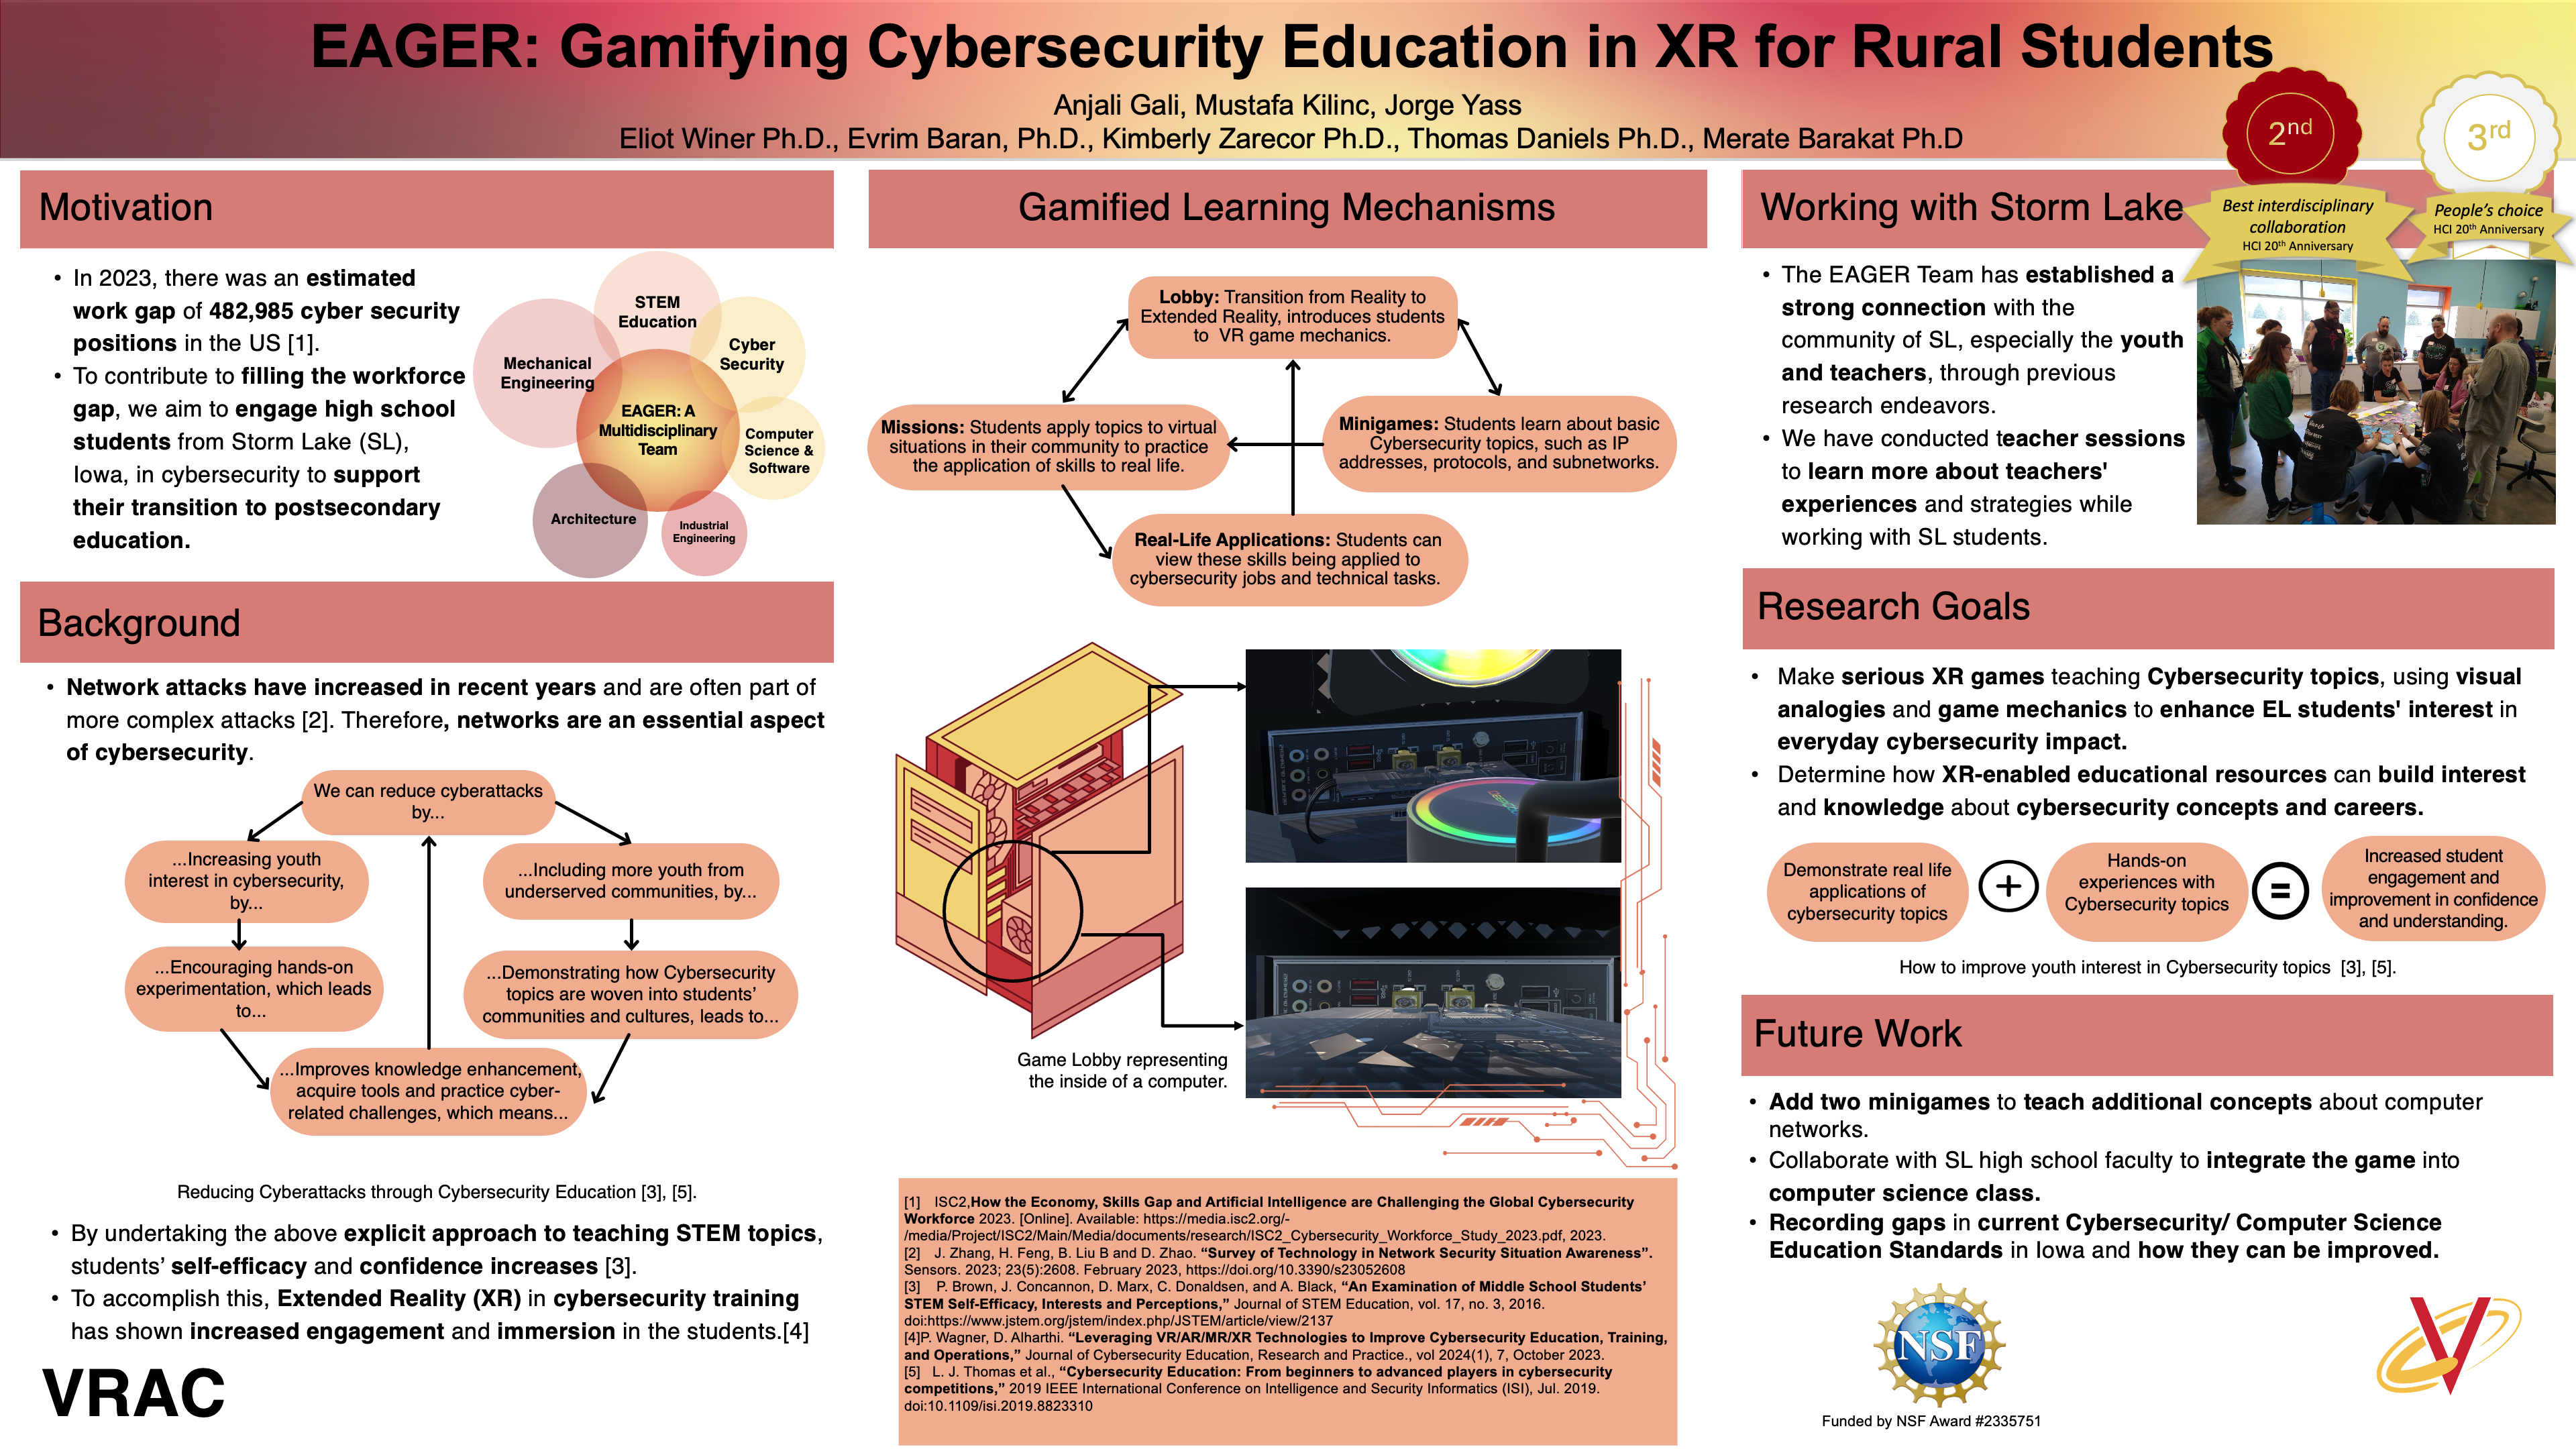 EAGER: Gamifying Cybersecurity Education in XR for Rural Students
Anjali Gali, Mustafa Kilinc, Jorge Yass
Eliot Winer Ph.D., Evrim Baran, Ph.D., Kimberly Zarecor Ph.D., Thomas Daniels Ph.D., Merate Barakat Ph.D
2nd
Best interdisciplinary
collaboration
HCI 20th Anniversary
3rd
People's choice
HCI 20th Anniversary
Motivation
• In 2023, there was an estimated
work gap of 482,985 cyber security
positions in the US [1].
• To contribute to filling the workforce
gap, we aim to engage high school
students from Storm Lake (SL),
Iowa, in cybersecurity to support
their transition to postsecondary
education.
STEM
Education
Cyber
Security
Mechanical
Engineering
EAGER: A
Multidisciplinary
Team
Computer
Science &
Software
Architecture
Industrial
Engineering
Background
• Network attacks have increased in recent years and are often part of
more complex attacks [2]. Therefore, networks are an essential aspect
of cybersecurity.
We can reduce cyberattacks
by...
...Increasing youth
interest in cybersecurity,
by...
...Including more youth from
underserved communities, by...
...Encouraging hands-on
experimentation, which leads
to...
...Demonstrating how Cybersecurity
topics are woven into students'
communities and cultures, leads to...
...Improves knowledge enhancement,
acquire tools and practice cyber-
related challenges, which means...
Reducing Cyberattacks through Cybersecurity Education [3], [5].
• By undertaking the above explicit approach to teaching STEM topics,
students' self-efficacy and confidence increases [3].
• To accomplish this, Extended Reality (XR) in cybersecurity training
has shown increased engagement and immersion in the students.[4]
VRAC
Gamified Learning Mechanisms
Lobby: Transition from Reality to
Extended Reality, introduces students
to VR game mechanics.
Missions: Students apply topics to virtual
situations in their community to practice
the application of skills to real life.
Minigames: Students learn about basic
Cybersecurity topics, such as IP
addresses, protocols, and subnetworks.
Real-Life Applications: Students can
view these skills being applied to
cybersecurity jobs and technical tasks.
Game Lobby representing
the inside of a computer.
[1] ISC2,How the Economy, Skills Gap and Artificial Intelligence are Challenging the Global Cybersecurity
Workforce 2023. [Online]. Available: https://media.isc2.org/-
/media/Project/ISC2/Main/Media/documents/research/ISC2_Cybersecurity_Workforce_Study_2023.pdf, 2023.
[2] J. Zhang, H. Feng, B. Liu B and D. Zhao. “Survey of Technology in Network Security Situation Awareness”.
Sensors. 2023; 23(5):2608. February 2023, https://doi.org/10.3390/s23052608
[3] P. Brown, J. Concannon, D. Marx, C. Donaldsen, and A. Black, “An Examination of Middle School Students'
STEM Self-Efficacy, Interests and Perceptions,” Journal of STEM Education, vol. 17, no. 3, 2016.
doi:https://www.jstem.org/jstem/index.php/JSTEM/article/view/2137
[4]P. Wagner, D. Alharthi. “Leveraging VR/AR/MR/XR Technologies to Improve Cybersecurity Education, Training,
and Operations,” Journal of Cybersecurity Education, Research and Practice., vol 2024(1), 7, October 2023.
[5] L. J. Thomas et al., “Cybersecurity Education: From beginners to advanced players in cybersecurity
competitions,” 2019 IEEE International Conference on Intelligence and Security Informatics (ISI), Jul. 2019.
doi:10.1109/isi.2019.8823310
Working with Storm Lake
• The EAGER Team has established a
strong connection with the
community of SL, especially the youth
and teachers, through previous
research endeavors.
• We have conducted teacher sessions
to learn more about teachers'
experiences and strategies while
working with SL students.
Research Goals
• Make serious XR games teaching Cybersecurity topics, using visual
analogies and game mechanics to enhance EL students' interest in
everyday cybersecurity impact.
• Determine how XR-enabled educational resources can build interest
and knowledge about cybersecurity concepts and careers.
Demonstrate real life
applications of
cybersecurity topics
+
Hands-on
experiences with
Cybersecurity topics
=
Increased student
engagement and
improvement in confidence
and understanding.
How to improve youth interest in Cybersecurity topics [3], [5].
Future Work
• Add two minigames to teach additional concepts about computer
networks.
• Collaborate with SL high school faculty to integrate the game into
computer science class.
• Recording gaps in current Cybersecurity/ Computer Science
Education Standards in Iowa and how they can be improved.
NSF
Funded by NSF Award #2335751
V